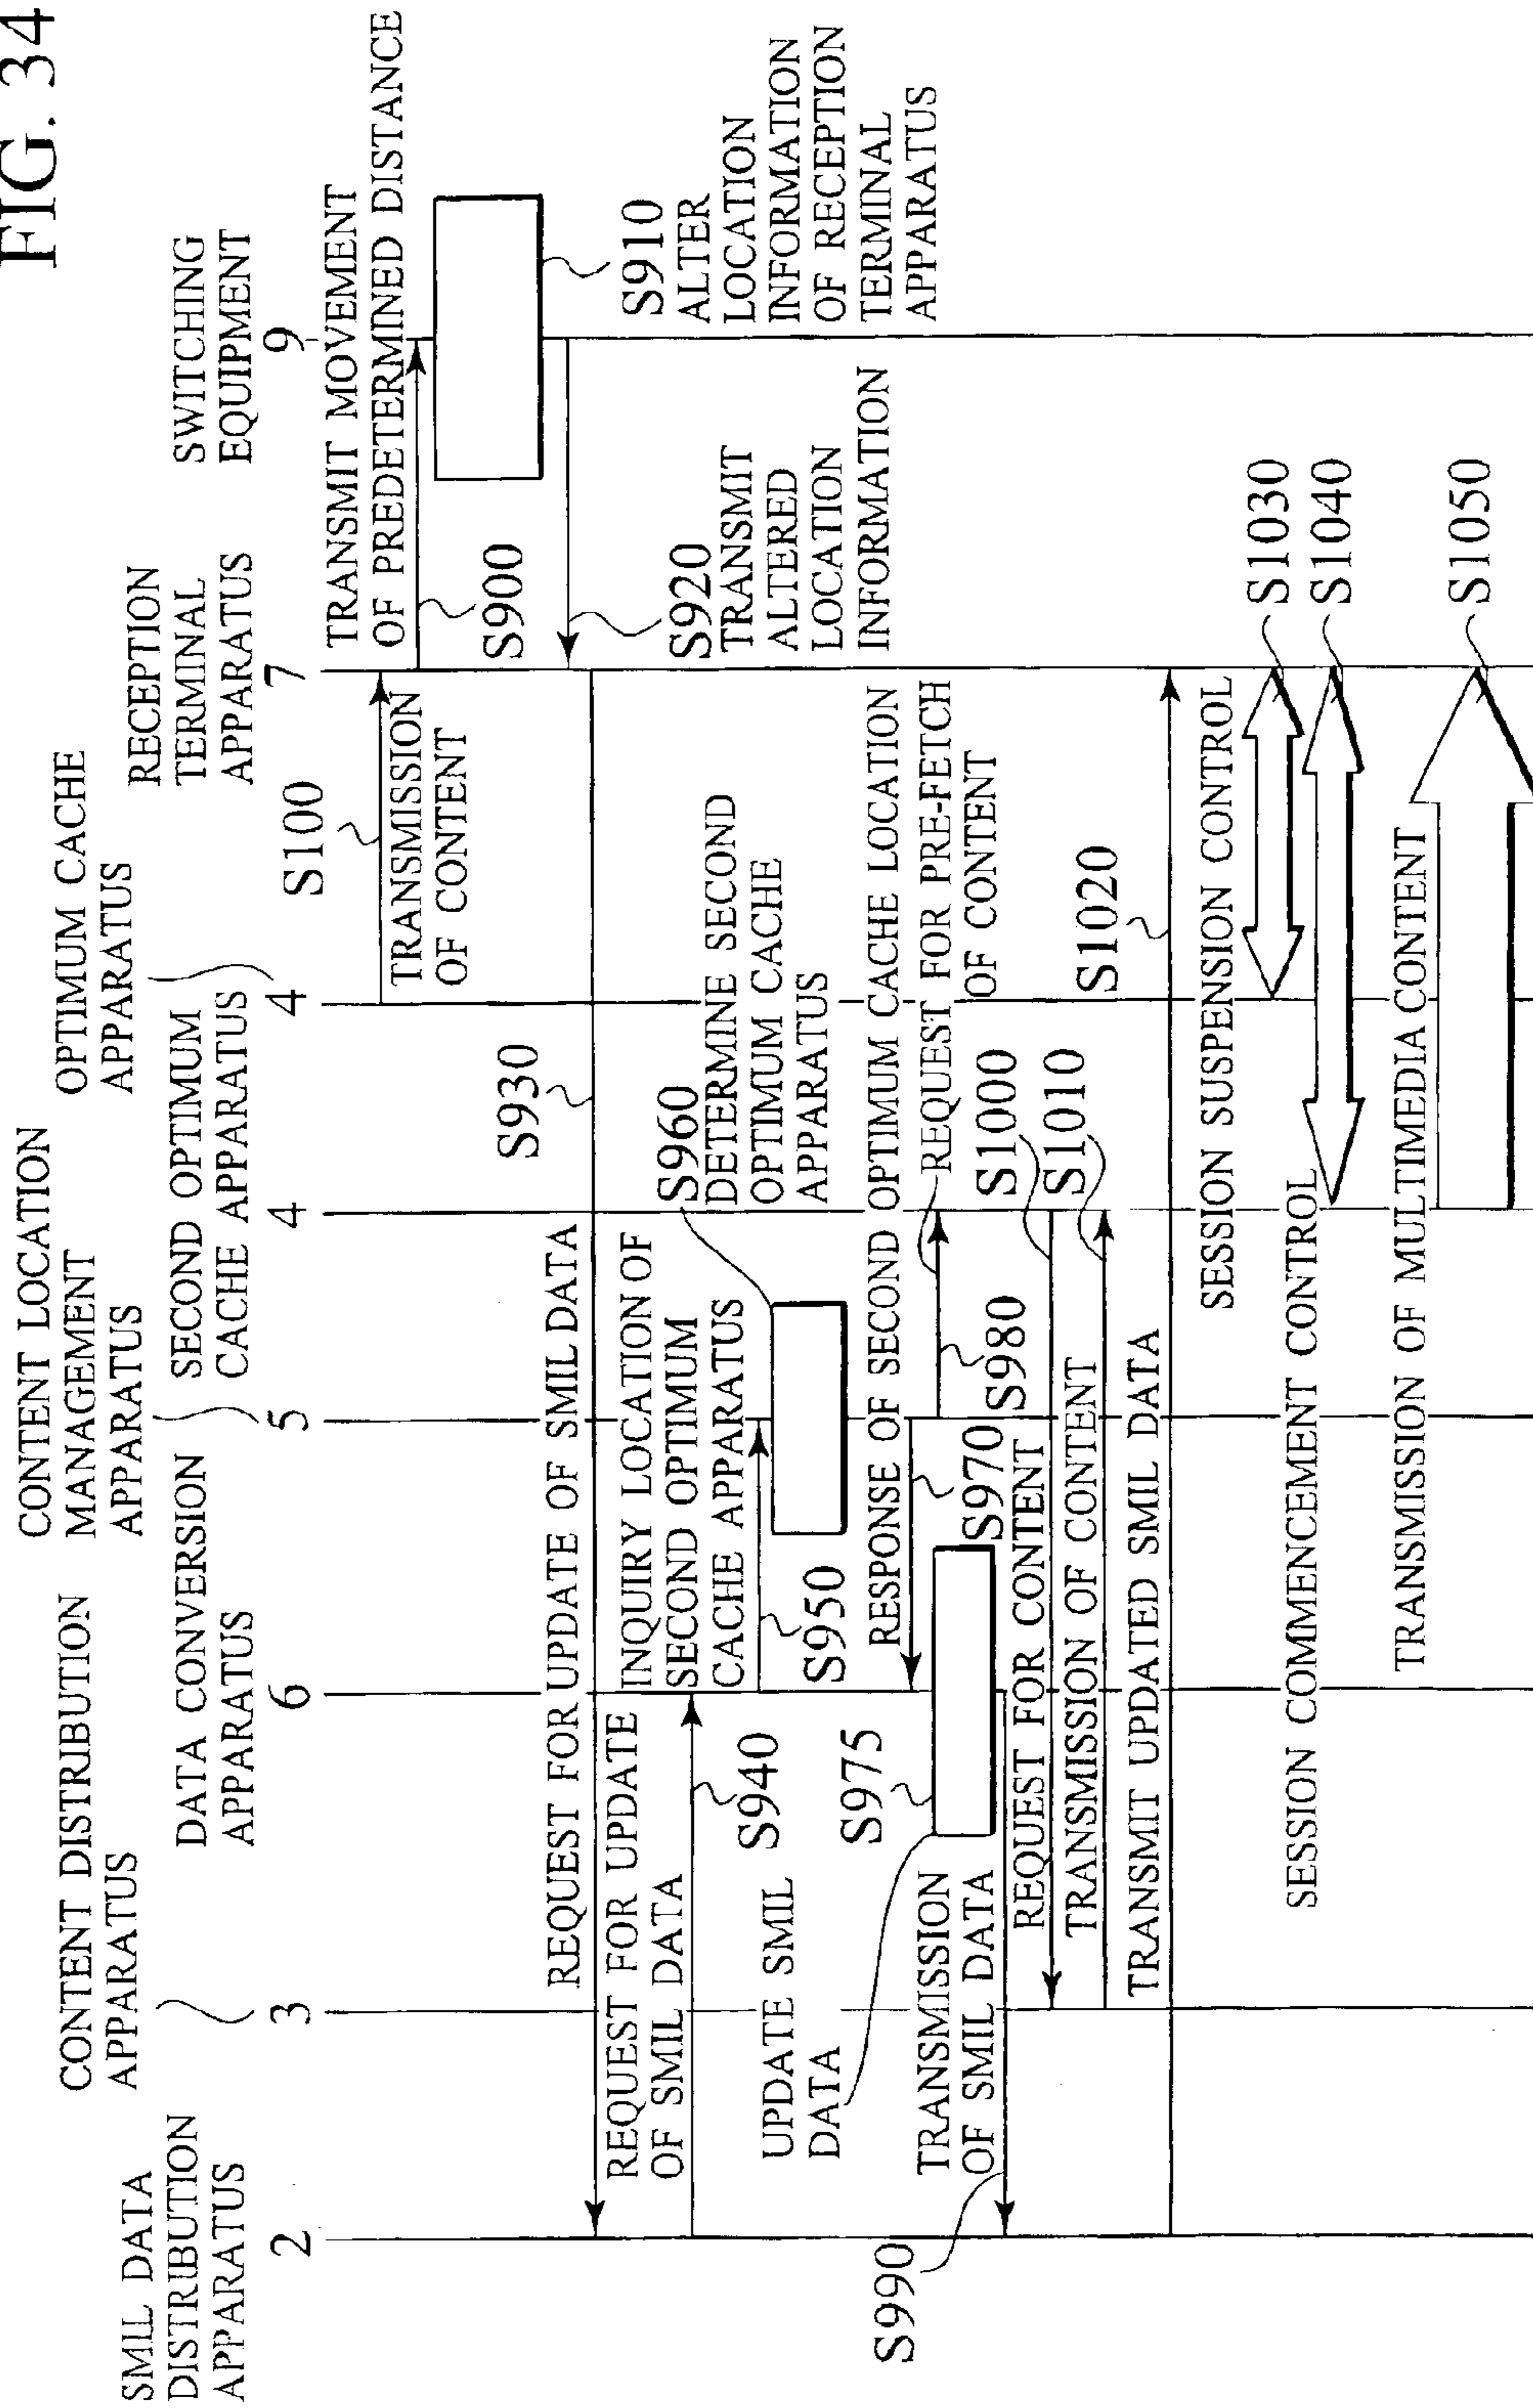 FIG. 34
SMIL DATA
DISTRIBUTION
APPARATUS
2
CONTENT DISTRIBUTION
APPARATUS
3
DATA CONVERSION
APPARATUS
6
CONTENT LOCATION
MANAGEMENT
APPARATUS
5
SECOND OPTIMUM
CACHE APPARATUS
4
OPTIMUM CACHE
APPARATUS
4
RECEPTION
TERMINAL
APPARATUS
7
SWITCHING
EQUIPMENT
9
S100
TRANSMISSION
OF CONTENT
TRANSMIT MOVEMENT
OF PREDETERMINED DISTANCE
S900
S910
ALTER
LOCATION
INFORMATION
OF RECEPTION
TERMINAL
APPARATUS
S920
TRANSMIT
ALTERED
LOCATION
INFORMATION
REQUEST FOR UPDATE OF SMIL DATA
S930
REQUEST FOR UPDATE
OF SMIL DATA
S940
INQUIRY LOCATION OF
SECOND OPTIMUM
CACHE APPARATUS
S950
S960
DETERMINE SECOND
OPTIMUM CACHE
APPARATUS
RESPONSE OF SECOND OPTIMUM CACHE LOCATION
S970
UPDATE SMIL
DATA
S975
REQUEST FOR PRE-FETCH
OF CONTENT
S980
TRANSMISSION
OF SMIL DATA
S990
REQUEST FOR CONTENT
S1000
TRANSMISSION OF CONTENT
S1010
TRANSMIT UPDATED SMIL DATA
S1020
SESSION SUSPENSION CONTROL
S1030
SESSION COMMENCEMENT CONTROL
S1040
TRANSMISSION OF MULTIMEDIA CONTENT
S1050